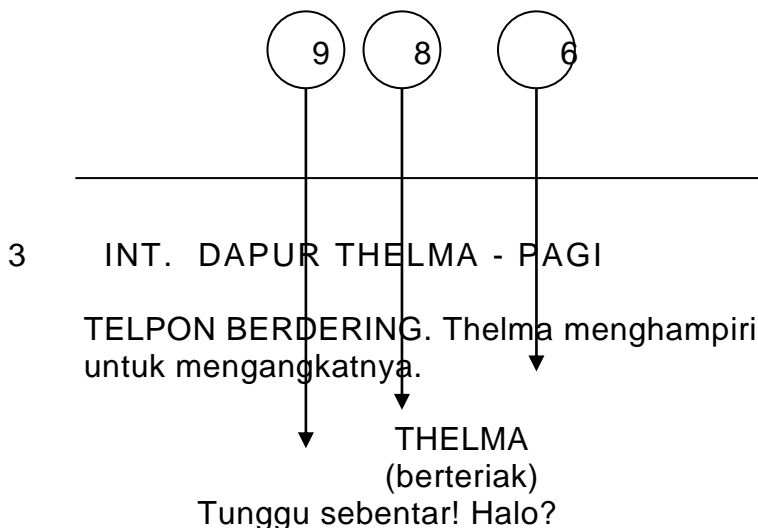 9 8 6
3 INT. DAPUR THELMA - PAGI
TELPON BERDERING. Thelma menghampiri
untuk mengangkatnya.
THELMA
(berteriak)
Tunggu sebentar! Halo?